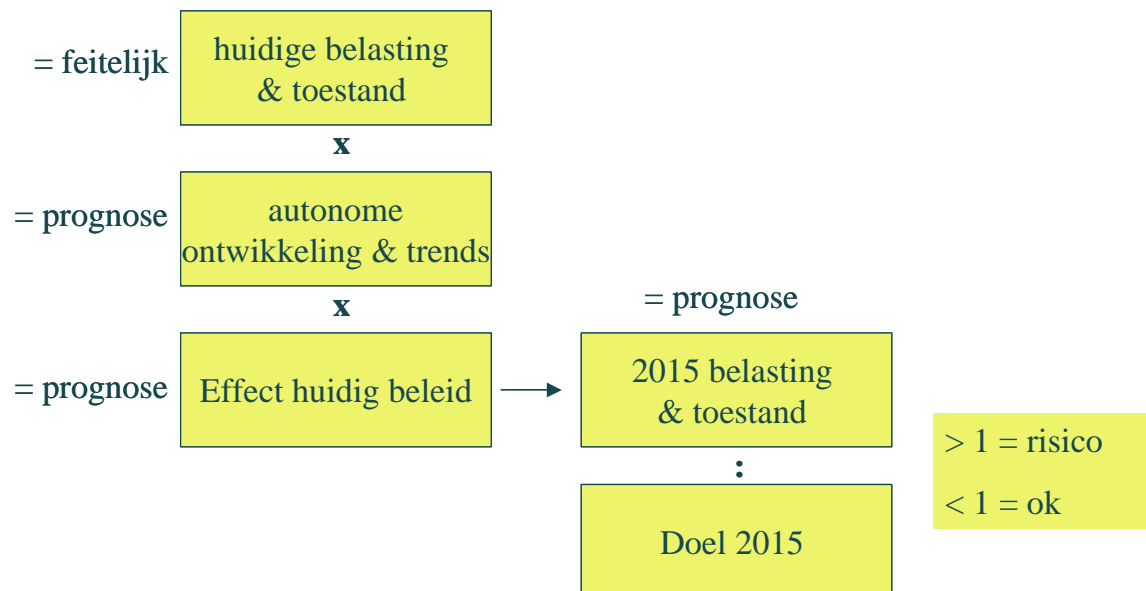 = feitelijk
huidige belasting
& toestand
x
= prognose
autonome
ontwikkeling & trends
x
= prognose
Effect huidig beleid
= prognose
2015 belasting
& toestand
:
Doel 2015
> 1 = risico
< 1 = ok